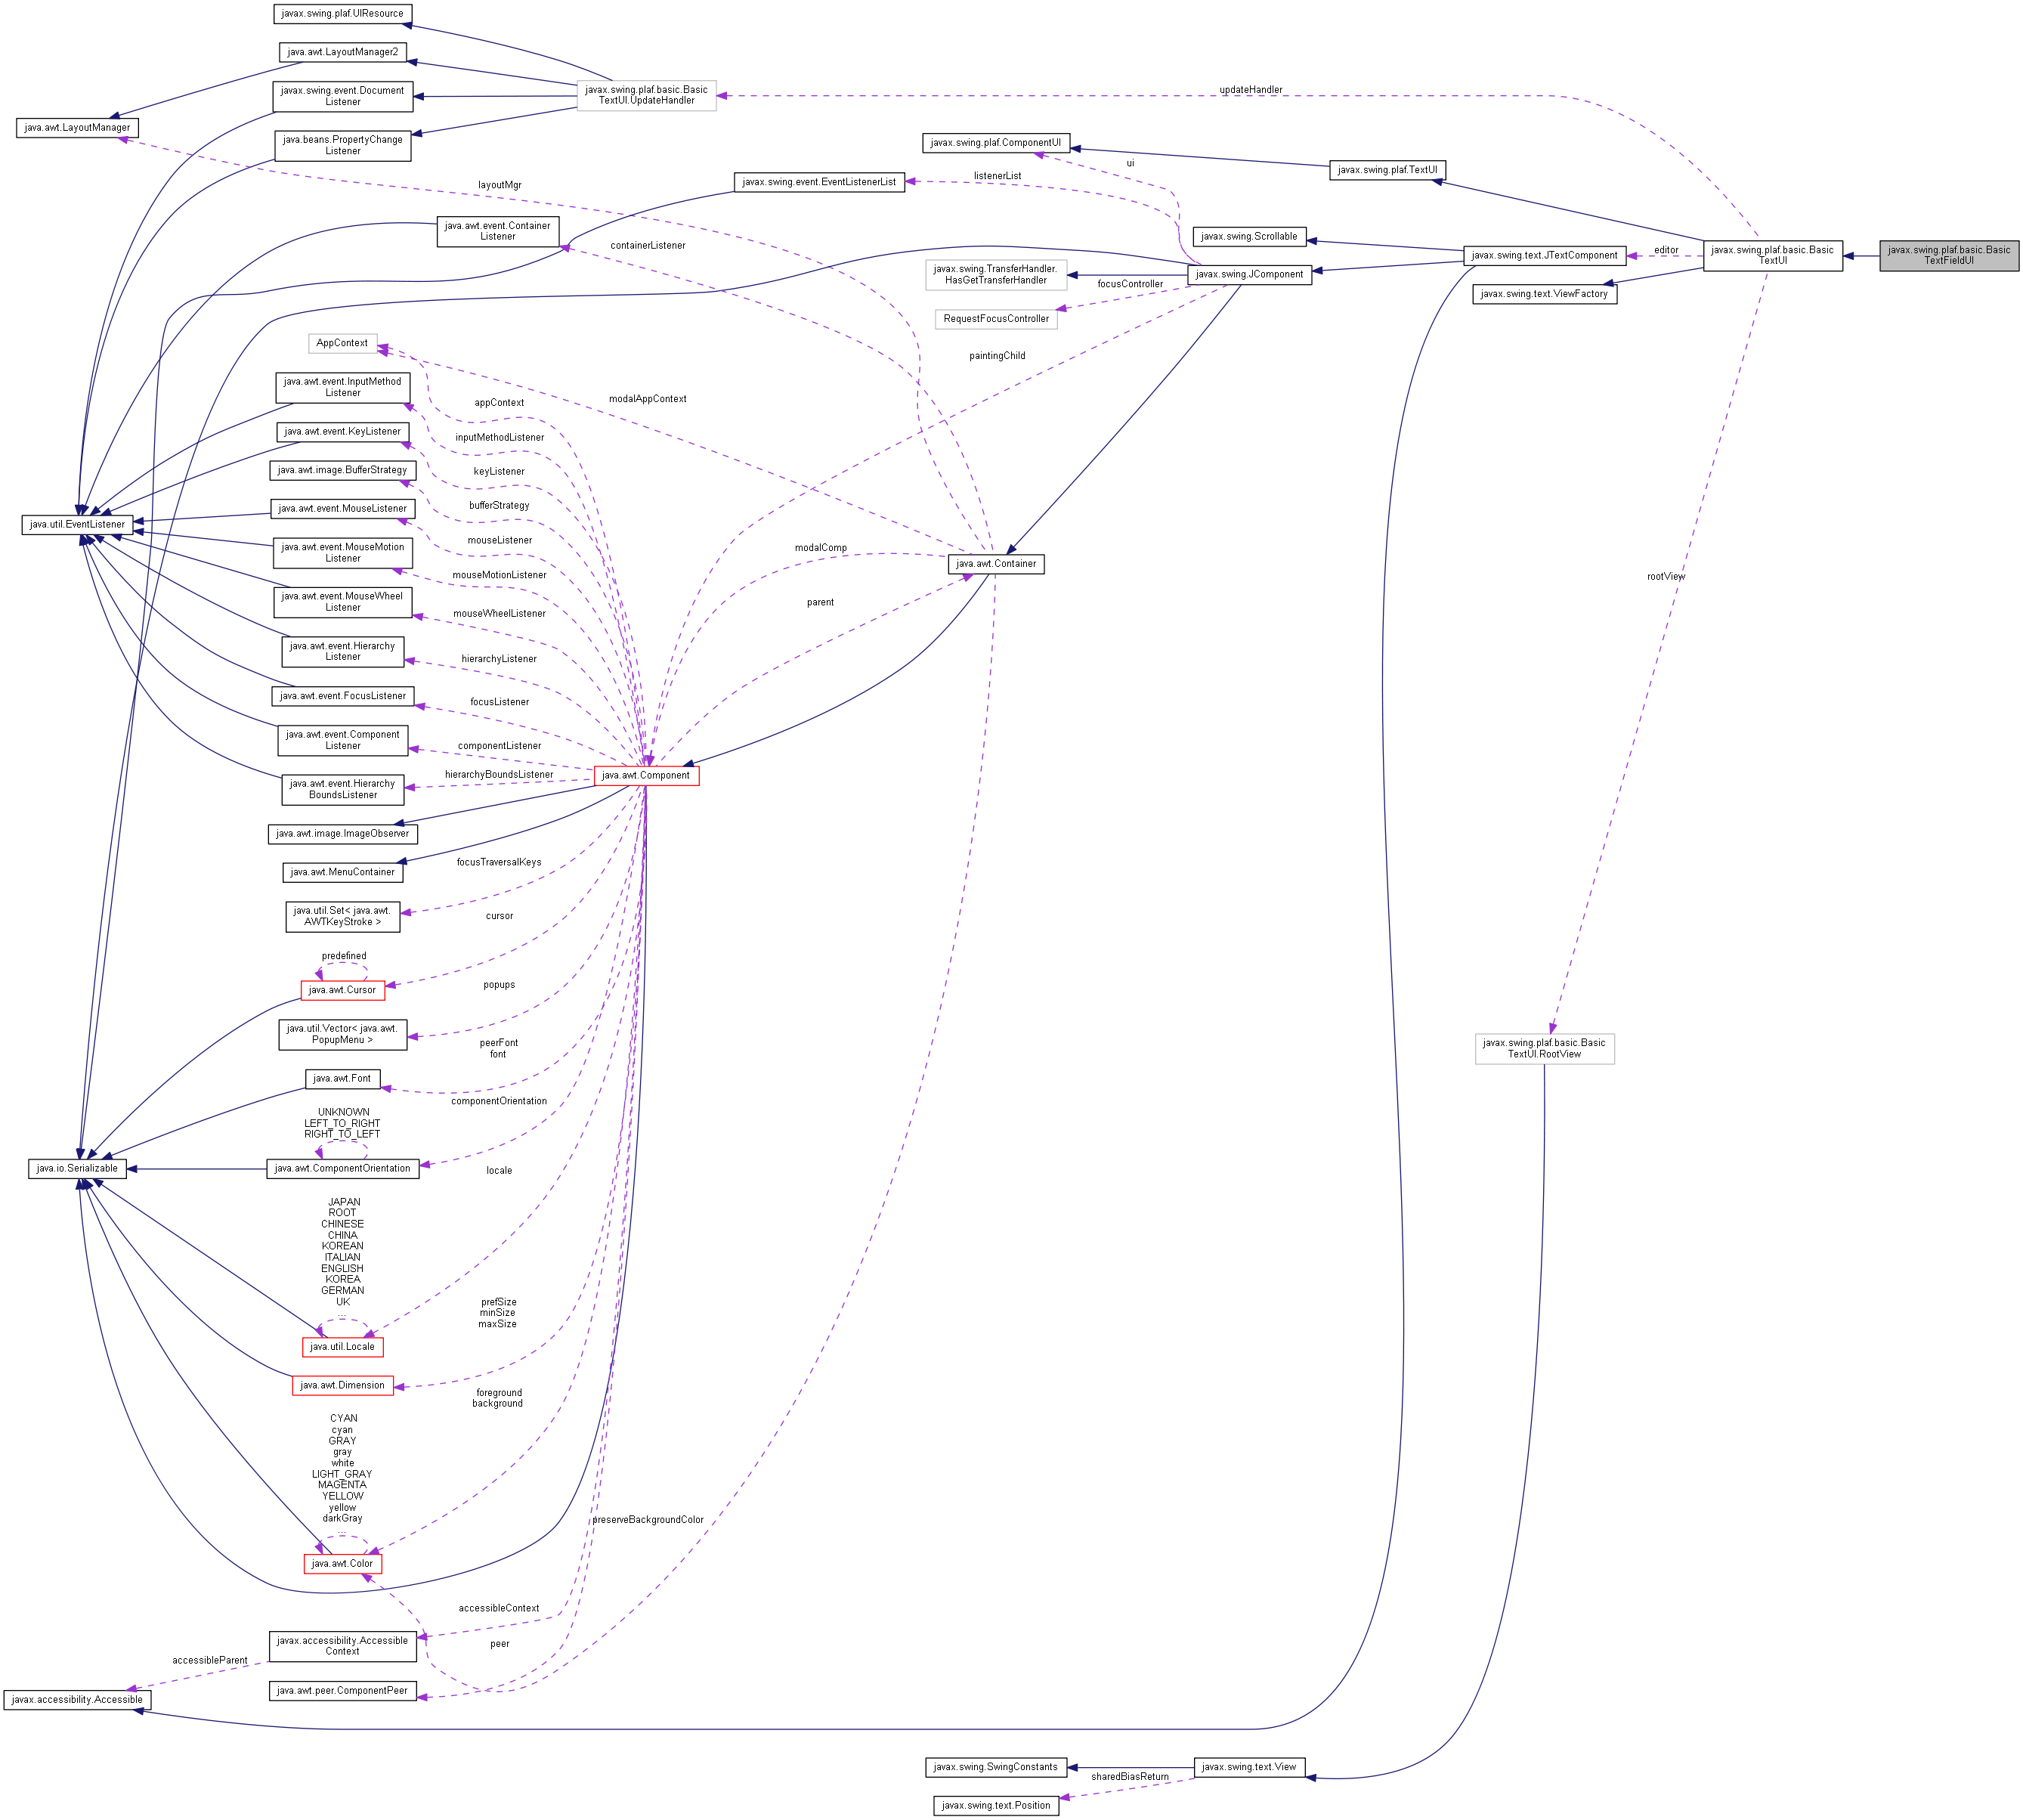 javax.swing.plaf.UIResource
java.awt.LayoutManager2
javax.swing.plaf.basic.Basic
TextUI.UpdateHandler
updateHandler
javax.swing.event.Document
Listener
java.awt.LayoutManager
java.beans.PropertyChange
Listener
javax.swing.plaf.ComponentUI
ui
javax.swing.plaf.TextUI
layoutMgr
javax.swing.event.EventListenerList
listenerList
java.awt.event.Container
Listener
containerListener
javax.swing.Scrollable
javax.swing.text.JTextComponent
editor
javax.swing.plaf.basic.Basic
TextUI
javax.swing.plaf.basic.Basic
TextFieldUI
javax.swing.TransferHandler.
HasGetTransferHandler
javax.swing.JComponent
focusController
javax.swing.text.ViewFactory
RequestFocusController
AppContext
paintingChild
java.awt.event.InputMethod
Listener
appContext
modalAppContext
java.awt.event.KeyListener
inputMethodListener
java.awt.image.BufferStrategy
keyListener
java.awt.event.MouseListener
bufferStrategy
java.util.EventListener
java.awt.event.MouseMotion
Listener
mouseListener
modalComp
java.awt.Container
mouseMotionListener
rootView
java.awt.event.MouseWheel
Listener
mouseWheelListener
parent
java.awt.event.Hierarchy
Listener
hierarchyListener
java.awt.event.FocusListener
focusListener
java.awt.event.Component
Listener
componentListener
java.awt.event.Hierarchy
BoundsListener
hierarchyBoundsListener
java.awt.Component
java.awt.image.ImageObserver
java.awt.MenuContainer
focusTraversalKeys
java.util.Set< java.awt.
AWTKeyStroke >
cursor
predefined
java.awt.Cursor
popups
java.util.Vector< java.awt.
PopupMenu >
peerFont
font
javax.swing.plaf.basic.Basic
TextUI.RootView
java.awt.Font
componentOrientation
UNKNOWN
LEFT_TO_RIGHT
RIGHT_TO_LEFT
java.io.Serializable
java.awt.ComponentOrientation
locale
JAPAN
ROOT
CHINESE
CHINA
KOREAN
ITALIAN
ENGLISH
KOREA
GERMAN
UK
...
java.util.Locale
prefSize
minSize
maxSize
java.awt.Dimension
foreground
background
CYAN
cyan
GRAY
gray
white
LIGHT_GRAY
MAGENTA
YELLOW
yellow
darkGray
...
java.awt.Color
preserveBackgroundColor
accessibleContext
javax.accessibility.Accessible
Context
peer
accessibleParent
java.awt.peer.ComponentPeer
javax.accessibility.Accessible
javax.swing.SwingConstants
javax.swing.text.View
sharedBiasReturn
javax.swing.text.Position